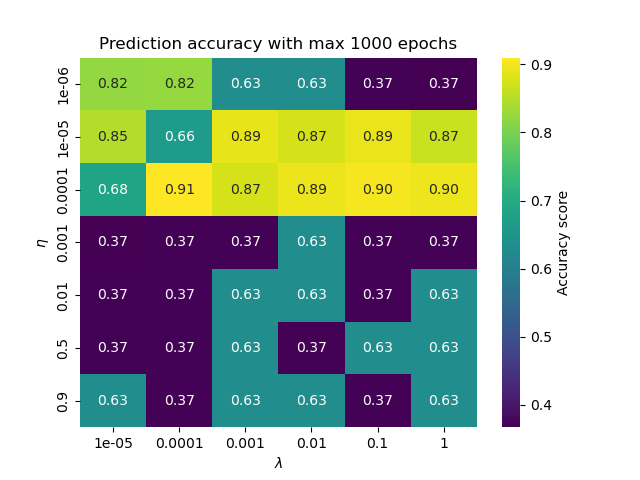 Prediction accuracy with max 1000 epochs
1e-06 0.82 0.82 0.63 0.63 0.37 0.37
1e-05 0.85 0.66 0.89 0.87 0.89 0.87
0.0001 0.68 0.91 0.87 0.89 0.90 0.90
0.001 0.37 0.37 0.37 0.63 0.37 0.37
0.01 0.37 0.37 0.63 0.63 0.37 0.63
0.5 0.37 0.37 0.63 0.37 0.63 0.63
0.9 0.63 0.37 0.63 0.63 0.37 0.63
η
1e-05 0.0001 0.001 0.01 0.1 1
λ
0.9
0.8
0.7
0.6
0.5
0.4
Accuracy score